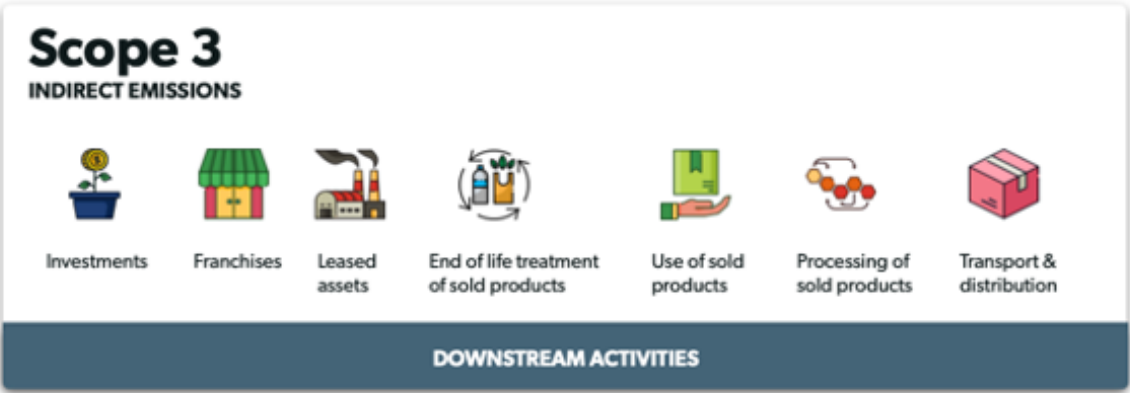 Scope 3
INDIRECT EMISSIONS
Investments
Franchises
Leased
assets
End of life treatment
of sold products
Use of sold
products
Processing of
sold products
Transport &
distribution
DOWNSTREAM ACTIVITIES